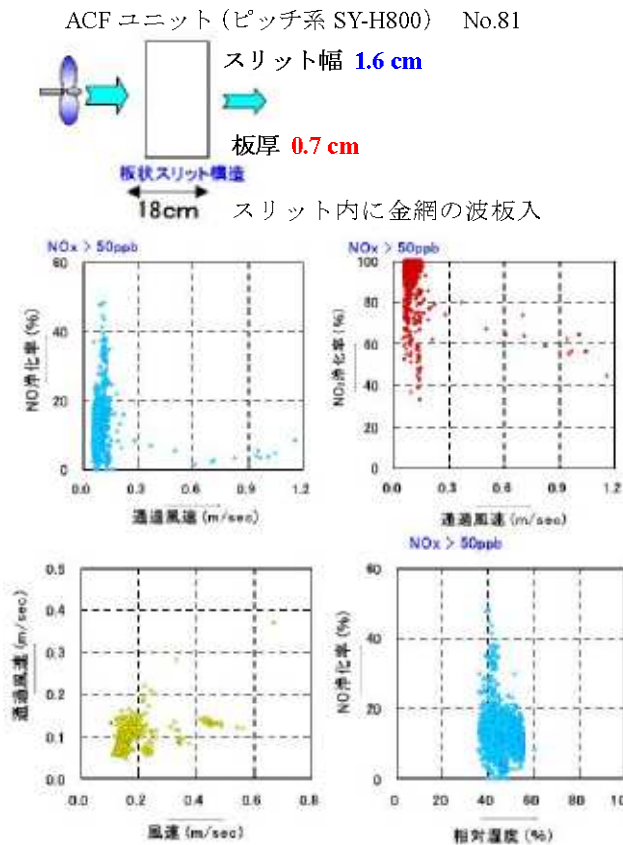 ACF ユニット (ピッチ系 SY-H800) No.81
スリット幅 1.6 cm
板厚 0.7 cm
板状スリット構造
18cm
スリット内に金網の波板入
NOx > 50ppb
60
40
20
0
NO浄化率(%)
0.0 0.3 0.6 0.9 1.2
通過風速(m/sec)
NOx > 50ppb
100
80
60
40
20
0
NO₂浄化率(%)
0.0 0.3 0.6 0.9 1.2
通過風速(m/sec)
0.5
0.4
0.3
0.2
0.1
0.0
通過風速(m/sec)
0.0 0.2 0.4 0.6 0.8
風速(m/sec)
NOx > 50ppb
60
40
20
0
NO浄化率(%)
0 20 40 60 80 100
相対湿度(%)